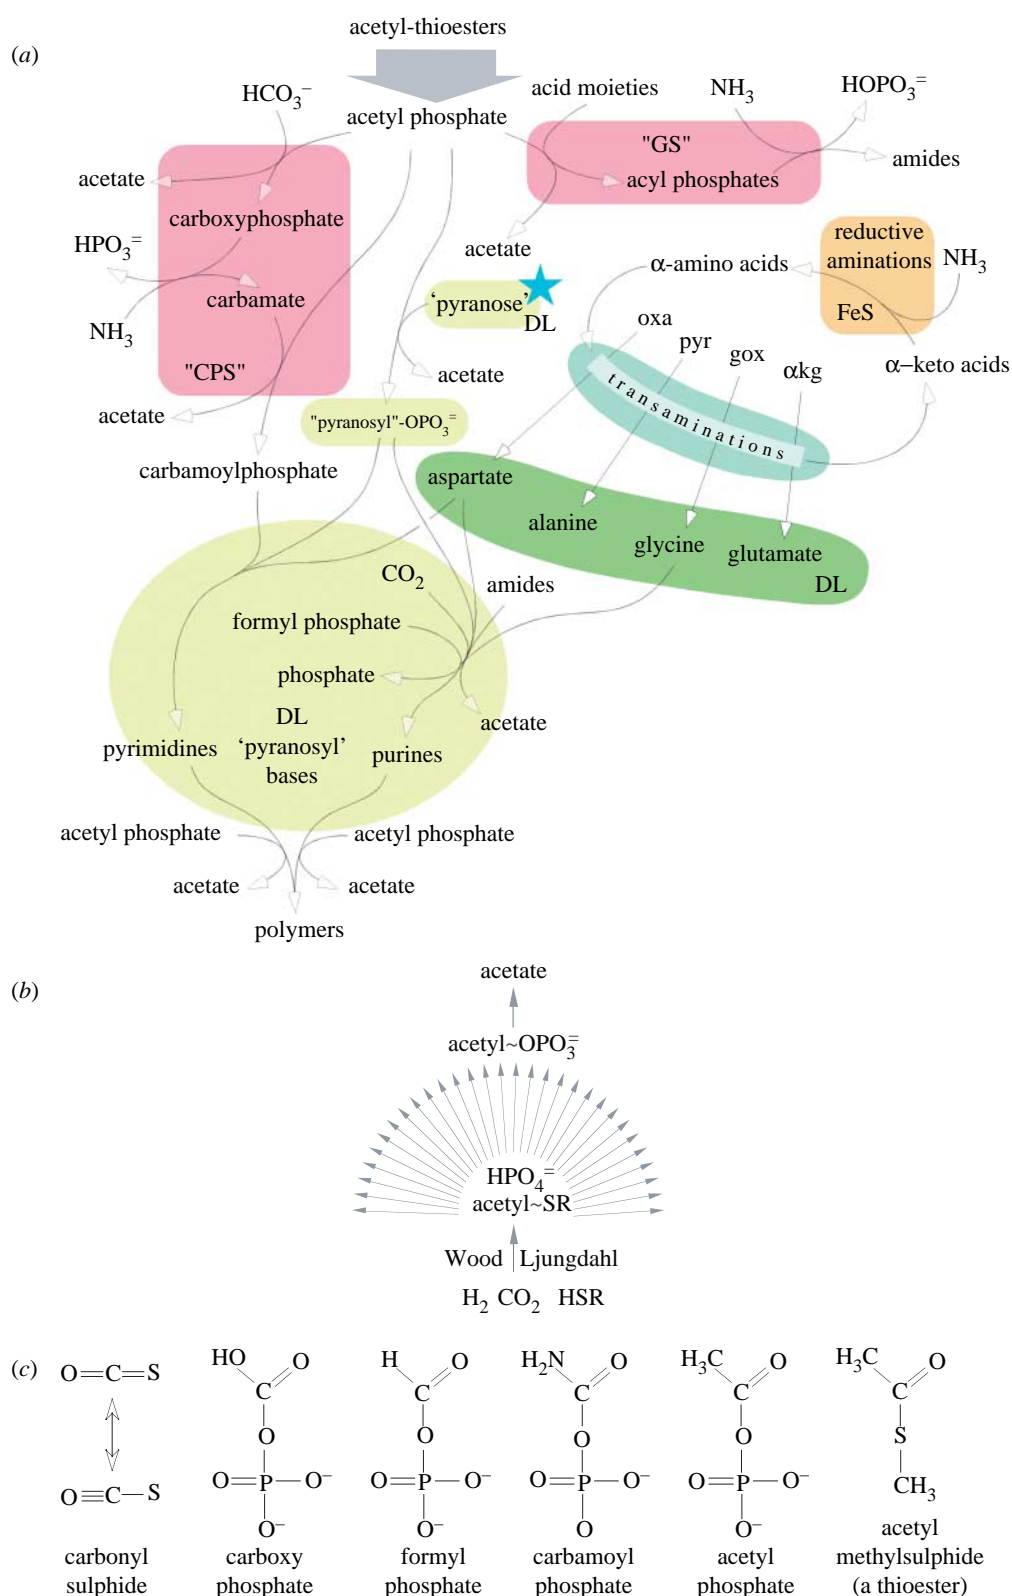 (a)
acetyl-thioesters
HCO3–
acetyl phosphate
acid moieties
NH3
HOPO3=
"GS"
acyl phosphates
amides
acetate
carboxyphosphate
HPO3=
carbamate
NH3
"CPS"
acetate
acetate
reductive
aminations
FeS
NH3
α-amino acids
α–keto acids
'pyranose'
DL
acetate
oxa
pyr
gox
αkg
transaminations
"pyranosyl"-OPO3=
carbamoylphosphate
aspartate
alanine
glycine
glutamate
DL
CO2
amides
formyl phosphate
phosphate
acetate
DL
'pyranosyl'
bases
pyrimidines
purines
acetyl phosphate
acetyl phosphate
acetate
acetate
polymers
(b)
acetate
acetyl~OPO3=
HPO4=
acetyl~SR
Wood Ljungdahl
H2 CO2 HSR
(c)
O=C=S
O≡C–S
carbonyl
sulphide
HO O
C
O
O=P–O–
O–
carboxy
phosphate
H O
C
O
O=P–O–
O–
formyl
phosphate
H2N O
C
O
O=P–O–
O
carbamoyl
phosphate
H3C O
C
O
O=P–O–
O–
acetyl
phosphate
H3C O
C
S
CH3
acetyl
methylsulphide
(a thioester)